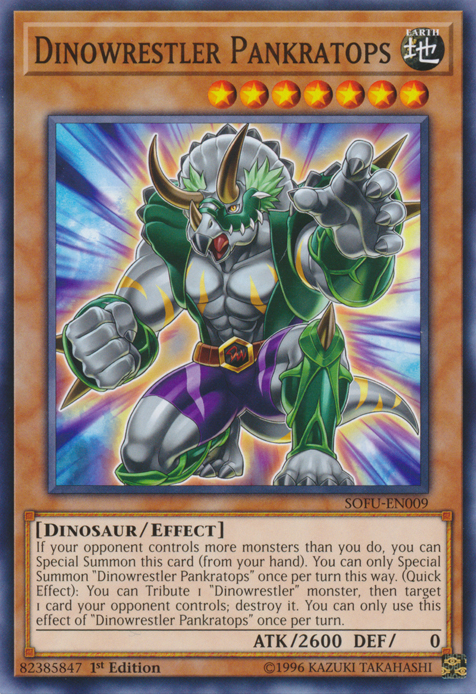 DINOWRESTLER PANKRATOPS
EARTH
地
SOFU-EN009
[DINOSAUR/EFFECT]
If your opponent controls more monsters than you do, you can
Special Summon this card (from your hand). You can only Special
Summon "Dinowrestler Pankratops" once per turn this way. (Quick
Effect): You can Tribute 1 "Dinowrestler" monster, then target
1 card your opponent controls; destroy it. You can only use this
effect of "Dinowrestler Pankratops" once per turn.
ATK/2600 DEF/ 0
82385847 1st Edition ©1996 KAZUKI TAKAHASHI